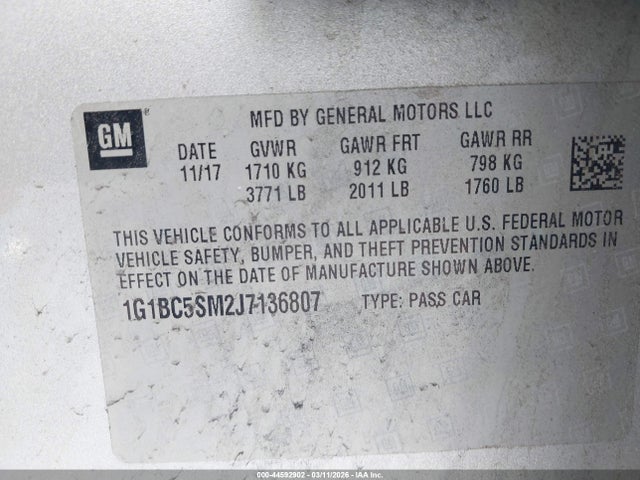 GM
MFD BY GENERAL MOTORS LLC
DATE GVWR GAWR FRT GAWR RR
11/17 1710 KG 912 KG 798 KG
3771 LB 2011 LB 1760 LB
THIS VEHICLE CONFORMS TO ALL APPLICABLE U.S. FEDERAL MOTOR
VEHICLE SAFETY, BUMPER, AND THEFT PREVENTION STANDARDS IN
EFFECT ON THE DATE OF MANUFACTURE SHOWN ABOVE.
1G1BC5SM2J7136807 TYPE: PASS CAR
000-44592902 - 03/11/2026 - IAA Inc.